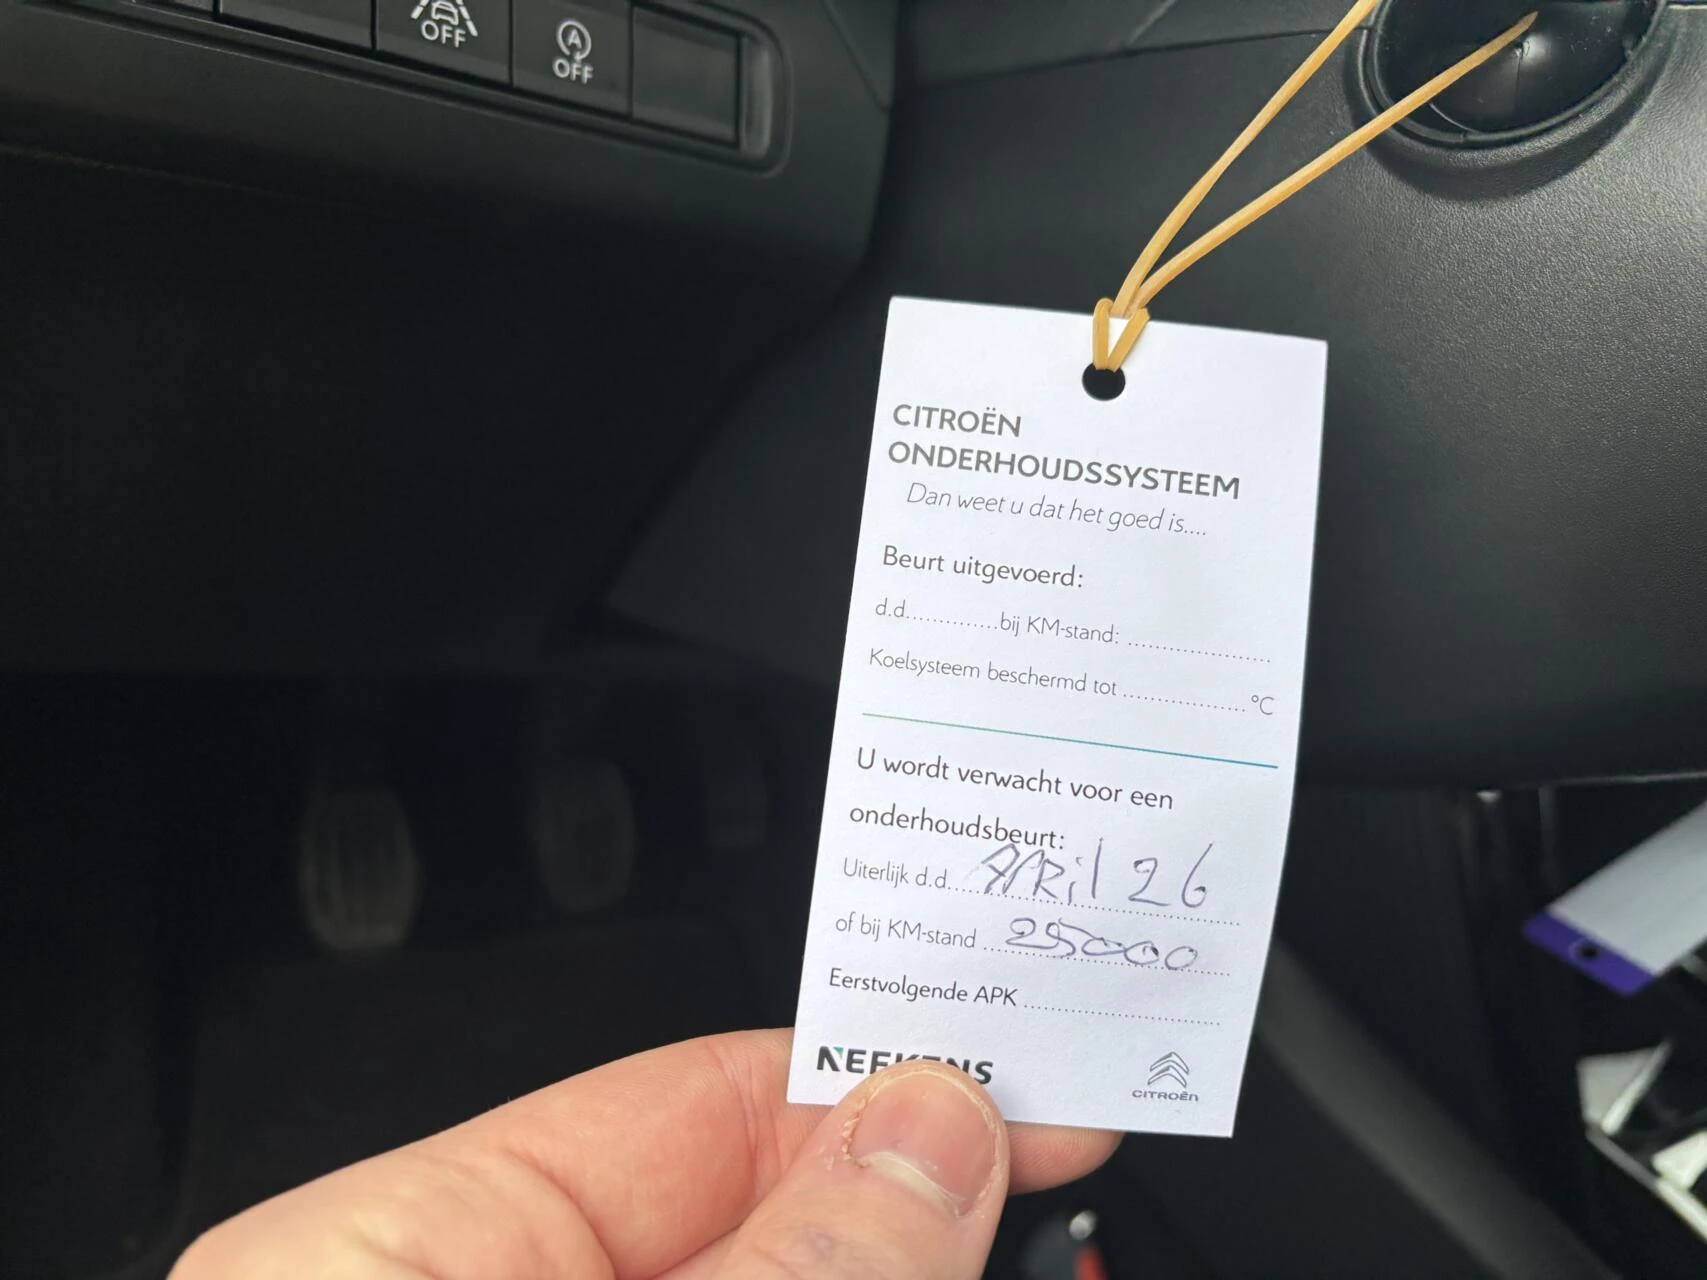 OFF
A
OFF
CITROËN
ONDERHOUDSSYSTEEM
Dan weet u dat het goed is....
Beurt uitgevoerd:
d.d..............bij KM-stand: ......................
Koelsysteem beschermd tot ................... °C
U wordt verwacht voor een
onderhoudsbeurt:
Uiterlijk d.d..... APRil 26
of bij KM-stand ... 25000
Eerstvolgende APK ..............................
CITROËN